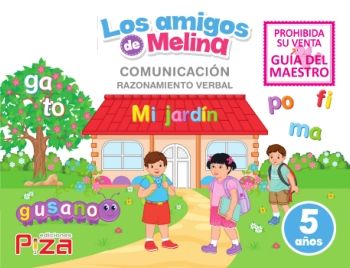 Los amigos
de Melina
COMUNICACIÓN
RAZONAMIENTO VERBAL
PROHIBIDA
SU VENTA
GUÍA DEL
MAESTRO
ga
to
Mi jardín
po fi
ma
gusano
ediciones
Piza
5
años